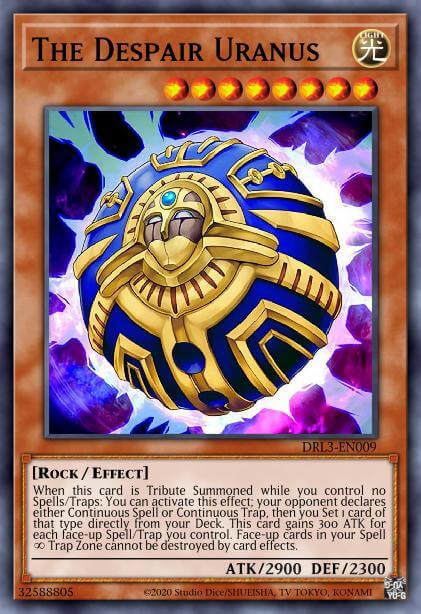 THE DESPAIR URANUS
LIGHT
光
DRL3-EN009
[ROCK / EFFECT]
When this card is Tribute Summoned while you control no
Spells/Traps: You can activate this effect; your opponent declares
either Continuous Spell or Continuous Trap, then you Set 1 card
of that type directly from your Deck. This card gains 300 ATK for
each face-up Spell/Trap you control. Face-up cards in your Spell
& Trap Zone cannot be destroyed by card effects.
ATK/2900 DEF/2300
32588805
©2020 Studio Dice/SHUEISHA, TV TOKYO, KONAMI